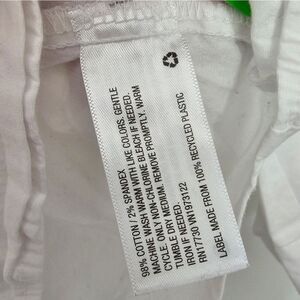 98% COTTON / 2% SPANDEX
MACHINE WASH WARM WITH LIKE COLORS. GENTLE
CYCLE. ONLY NON-CHLORINE BLEACH IF NEEDED.
TUMBLE DRY MEDIUM. REMOVE PROMPTLY. WARM
IRON IF NEEDED.
RN17730 VN1973122
LABEL MADE FROM 100% RECYCLED PLASTIC